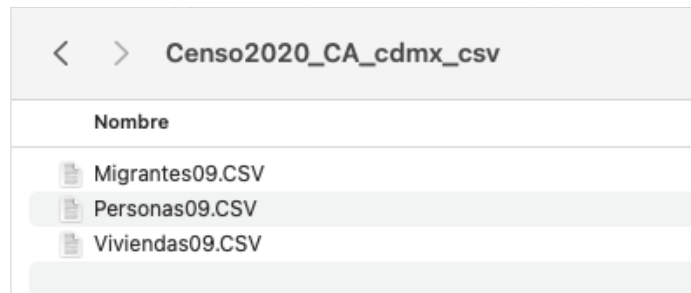 Censo2020_CA_cdmx_csv
Nombre
Migrantes09.CSV
Personas09.CSV
Viviendas09.CSV